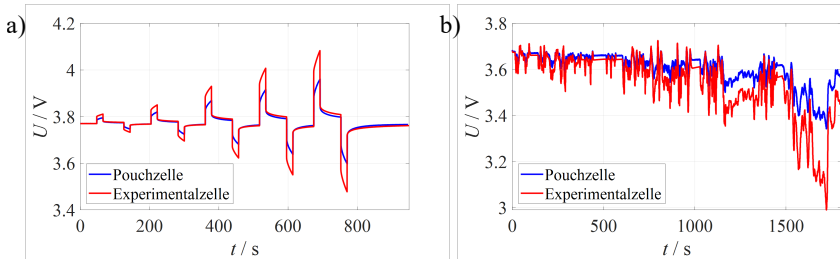 a)
4.2
4
3.8
3.6
3.4
U / V
0
200
400
600
800
t / s
Pouchzelle
Experimentalzelle
b)
3.8
3.6
3.4
3.2
3
U / V
0
500
1000
1500
t / s
Pouchzelle
Experimentalzelle